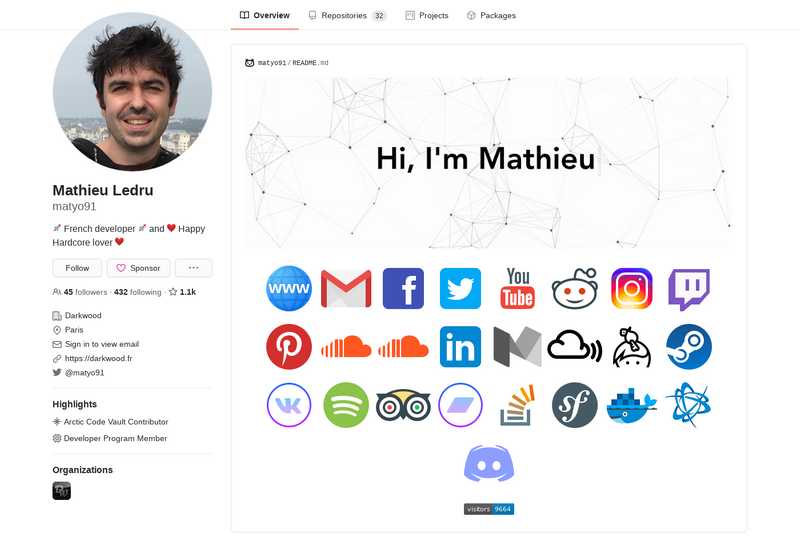 Overview
Repositories 32
Projects
Packages
Mathieu Ledru
matyo91
French developer and Happy
Hardcore lover
Follow
Sponsor
45 followers · 432 following · 1.1k
Darkwood
Paris
Sign in to view email
https://darkwood.fr
@matyo91
Highlights
Arctic Code Vault Contributor
Developer Program Member
Organizations
matyo91/README.md
Hi, I'm Mathieu
WWW
You
Tube
in
visitors 9664